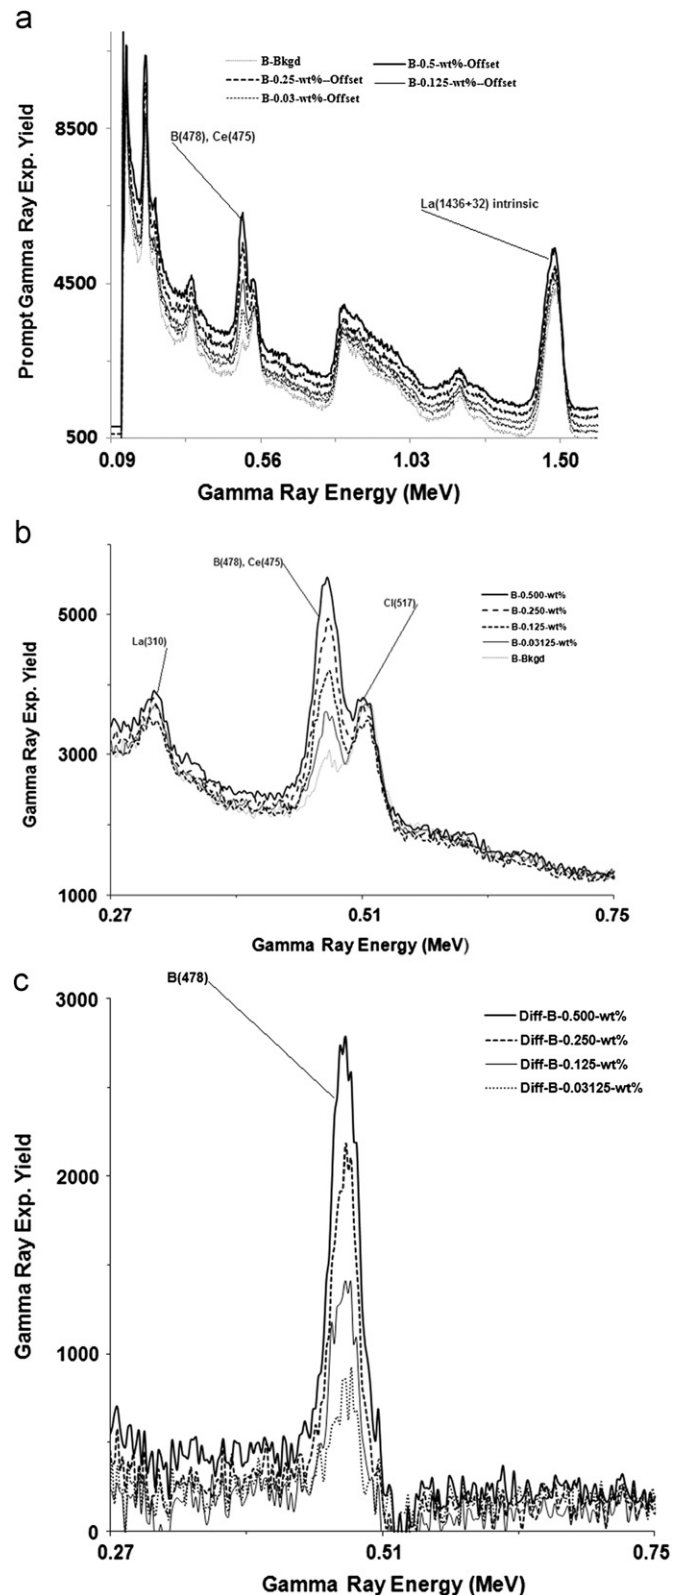 a
B-Bkgd
B-0.5-wt%-Offset
B-0.25-wt%--Offset
B-0.125-wt%--Offset
B-0.03-wt%-Offset
B(478), Ce(475)
La(1436+32) intrinsic
Prompt Gamma Ray Exp. Yield
8500
4500
500
0.09 0.56 1.03 1.50
Gamma Ray Energy (MeV)
b
B(478), Ce(475)
Cl(517)
La(310)
B-0.500-wt%
B-0.250-wt%
B-0.125-wt%
B-0.03125-wt%
B-Bkgd
Gamma Ray Exp. Yield
5000
3000
1000
0.27 0.51 0.75
Gamma Ray Energy (MeV)
c
B(478)
Diff-B-0.500-wt%
Diff-B-0.250-wt%
Diff-B-0.125-wt%
Diff-B-0.03125-wt%
Gamma Ray Exp. Yield
3000
2000
1000
0
0.27 0.51 0.75
Gamma Ray Energy (MeV)